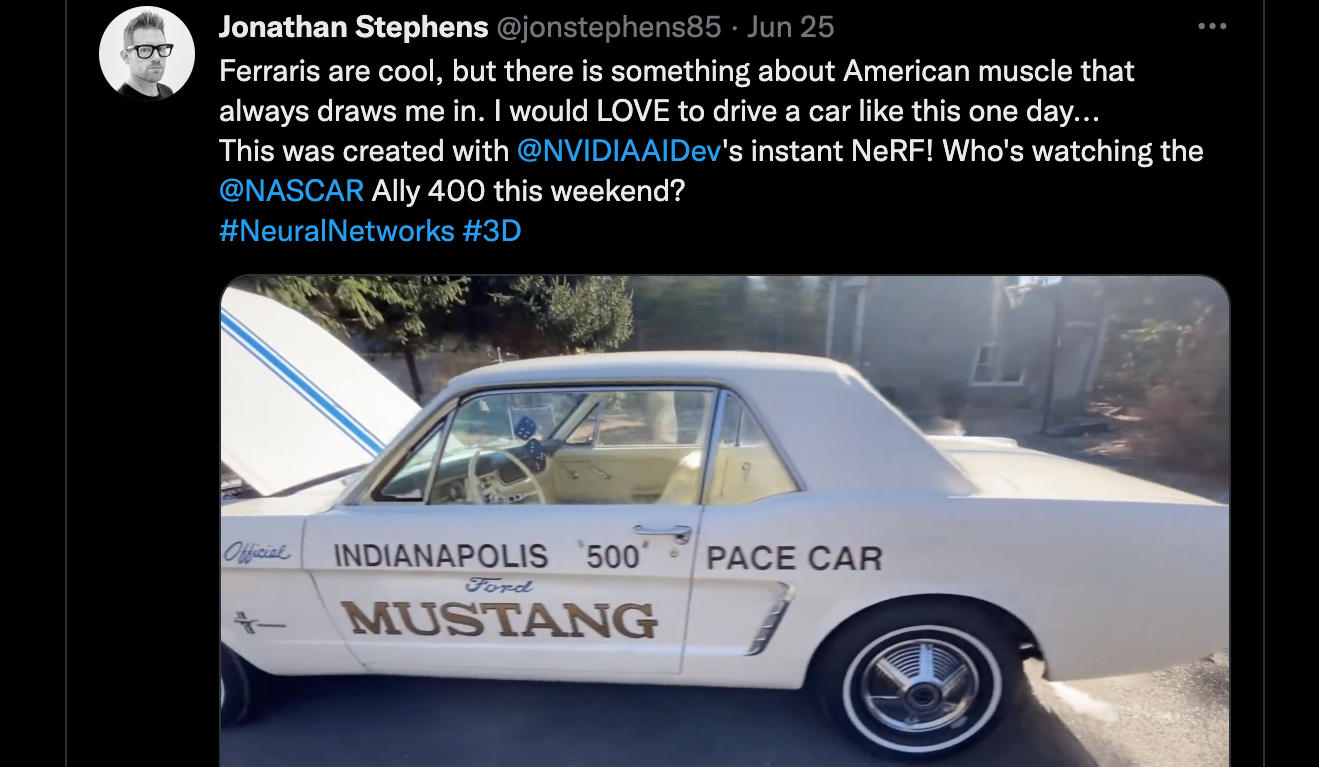 Jonathan Stephens @jonstephens85 · Jun 25
Ferraris are cool, but there is something about American muscle that
always draws me in. I would LOVE to drive a car like this one day...
This was created with @NVIDIAAIDev's instant NeRF! Who's watching the
@NASCAR Ally 400 this weekend?
#NeuralNetworks #3D
Official INDIANAPOLIS "500" PACE CAR
Ford
MUSTANG